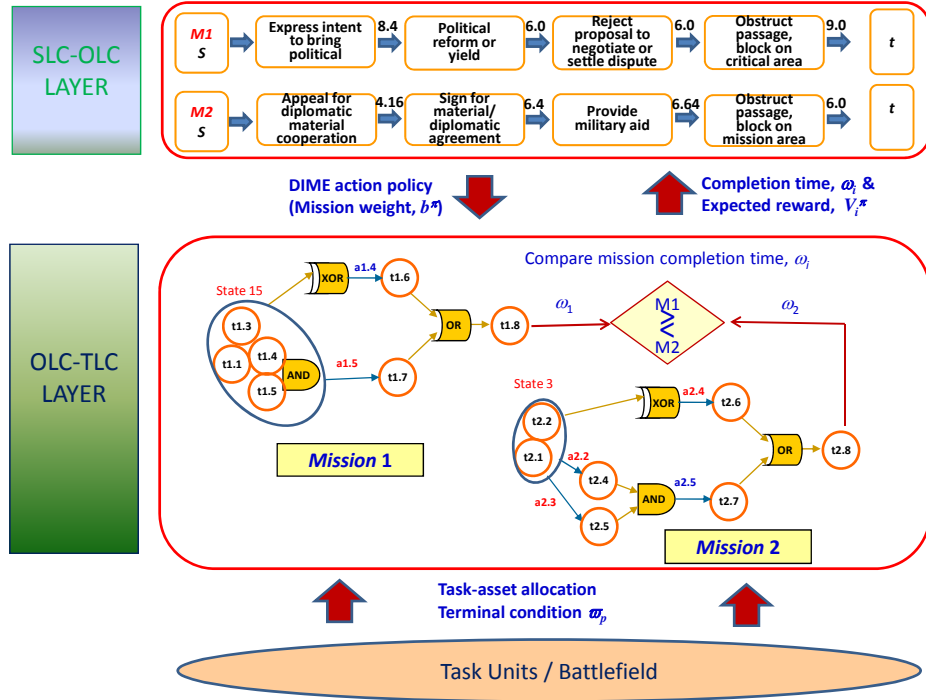 SLC-OLC
LAYER
M1
S
Express intent
to bring
political
8.4
Political
reform or
yield
6.0
Reject
proposal to
negotiate or
settle dispute
6.0
Obstruct
passage,
block on
critical area
9.0
t
M2
S
Appeal for
diplomatic
material
cooperation
4.16
Sign for
material/
diplomatic
agreement
6.4
Provide
military aid
6.64
Obstruct
passage,
block on
mission area
6.0
t
DIME action policy
(Mission weight, b^π)
Completion time, ω_i &
Expected reward, V_i^π
OLC-TLC
LAYER
Compare mission completion time, ω_i
State 15
t1.3
t1.1
t1.4
t1.5
AND
XOR
a1.4
t1.6
a1.5
t1.7
OR
t1.8
ω_1
M1
≷
M2
ω_2
Mission 1
State 3
t2.2
t2.1
XOR
a2.4
t2.6
a2.2
t2.4
a2.3
t2.5
AND
a2.5
t2.7
OR
t2.8
Mission 2
Task-asset allocation
Terminal condition ϖ_p
Task Units / Battlefield